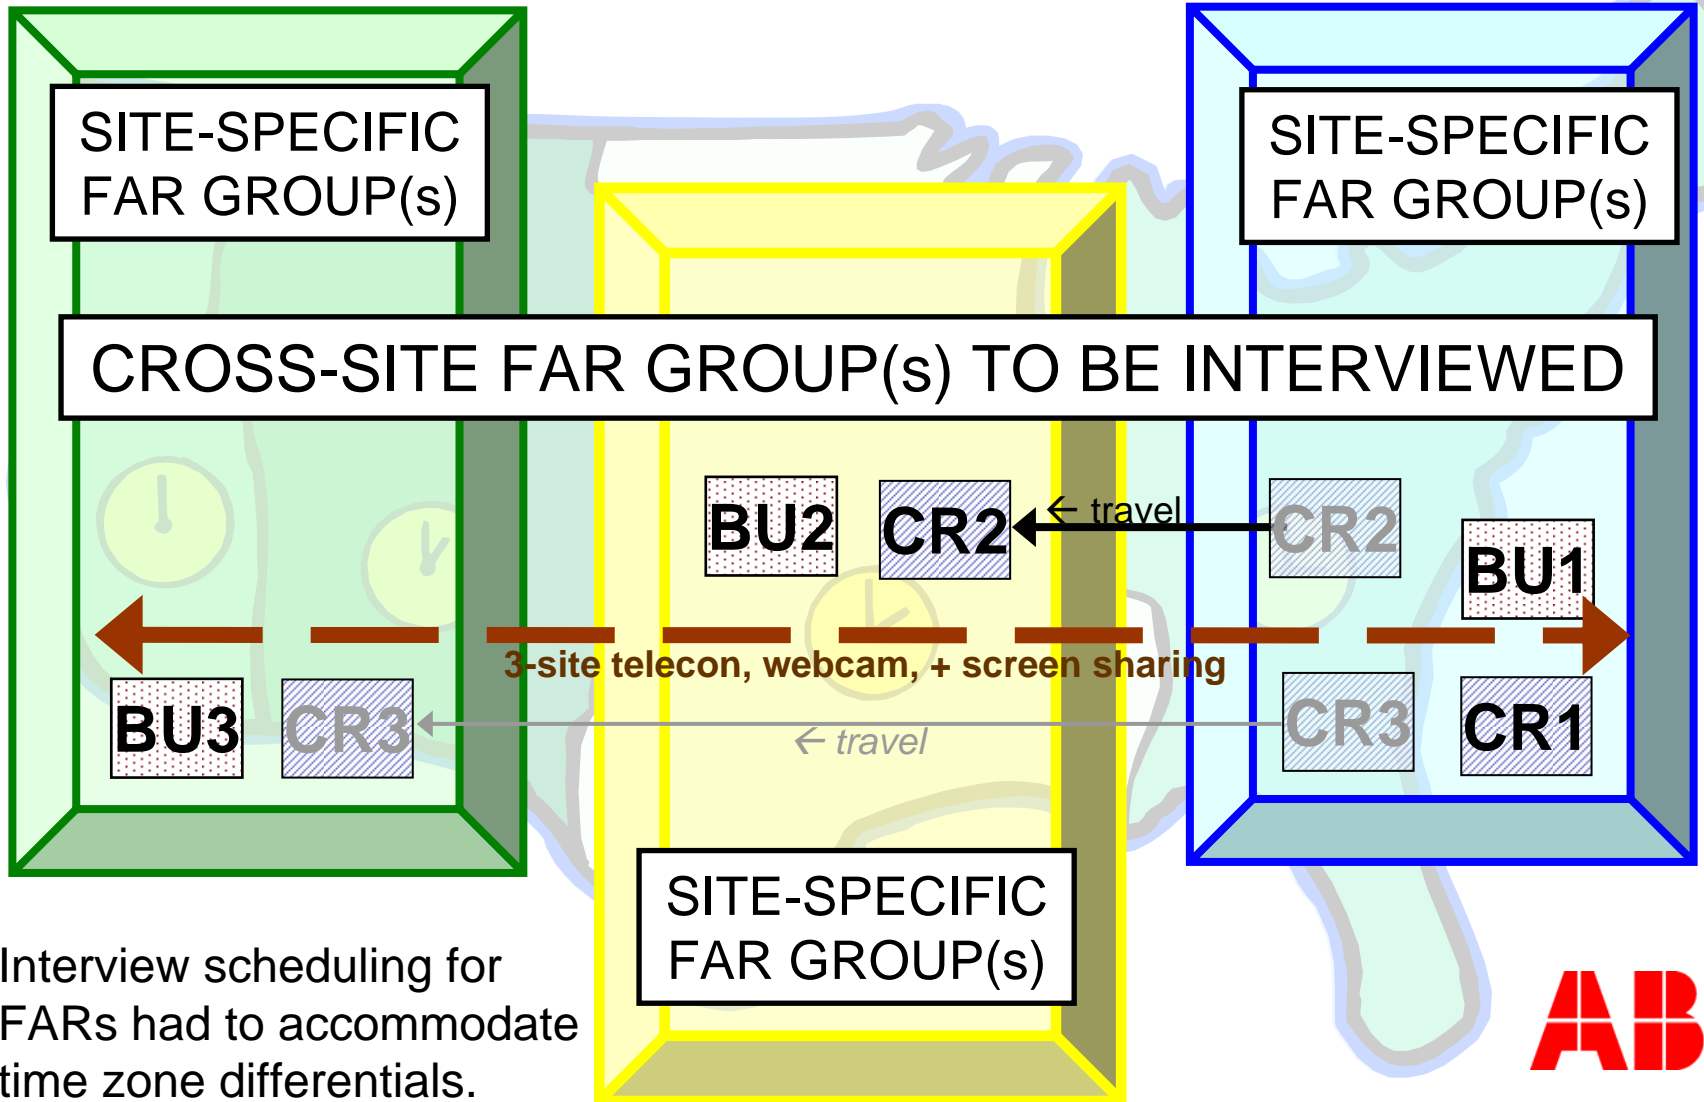 SITE-SPECIFIC
FAR GROUP(s)
SITE-SPECIFIC
FAR GROUP(s)
CROSS-SITE FAR GROUP(s) TO BE INTERVIEWED
BU2
CR2
← travel
CR2
BU1
3-site telecon, webcam, + screen sharing
BU3
CR3
← travel
CR3
CR1
SITE-SPECIFIC
FAR GROUP(s)
Interview scheduling for
FARs had to accommodate
time zone differentials.
AB